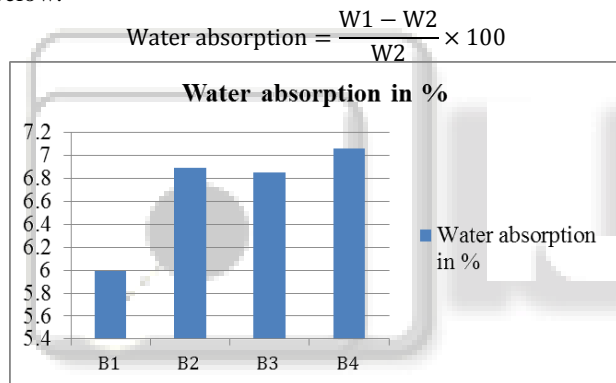 Water absorption = W1 − W2 / W2 × 100
Water absorption in %
7.2
7
6.8
6.6
6.4
6.2
6
5.8
5.6
5.4
B1 B2 B3 B4
Water absorption
in %